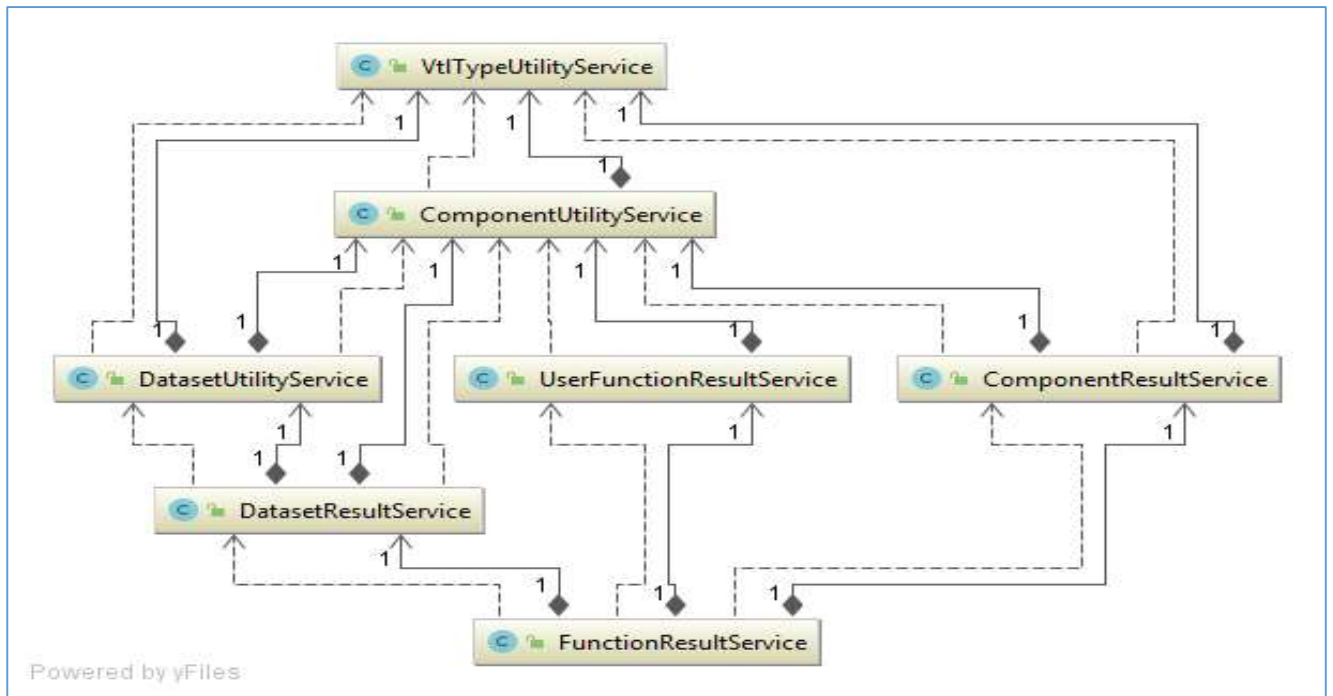 C VtlTypeUtilityService
1 1 1
1
C ComponentUtilityService
1 1 1 1
1 1 1 1 1
C DatasetUtilityService
C UserFunctionResultService
C ComponentResultService
1 1 1
1 1
C DatasetResultService
1 1 1 1
C FunctionResultService
Powered by yFiles